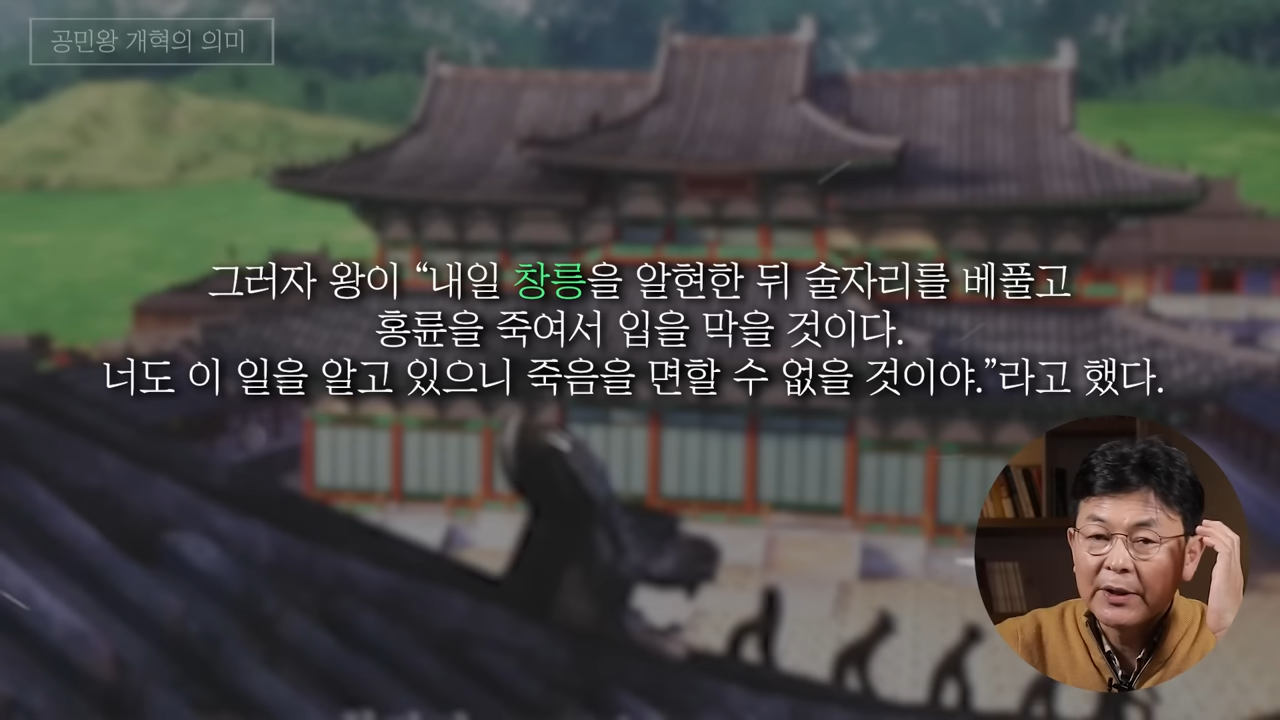 공민왕 개혁의 의미
그러자 왕이 “내일 창릉을 알현한 뒤 술자리를 베풀고
홍륜을 죽여서 입을 막을 것이다.
너도 이 일을 알고 있으니 죽음을 면할 수 없을 것이야.”라고 했다.